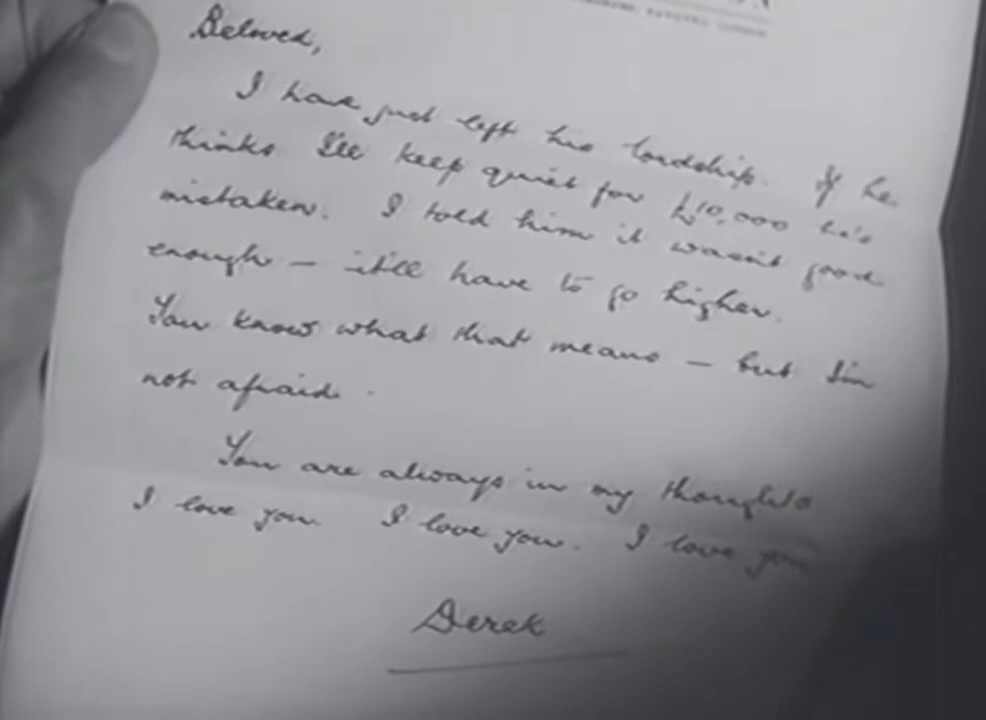 Beloved,
I have just left his lordship. If he
thinks I'll keep quiet for £10,000 he's
mistaken. I told him it wasn't good
enough – it'll have to go higher.
You know what that means – but I'm
not afraid.
You are always in my thoughts
I love you. I love you. I love you
Derek